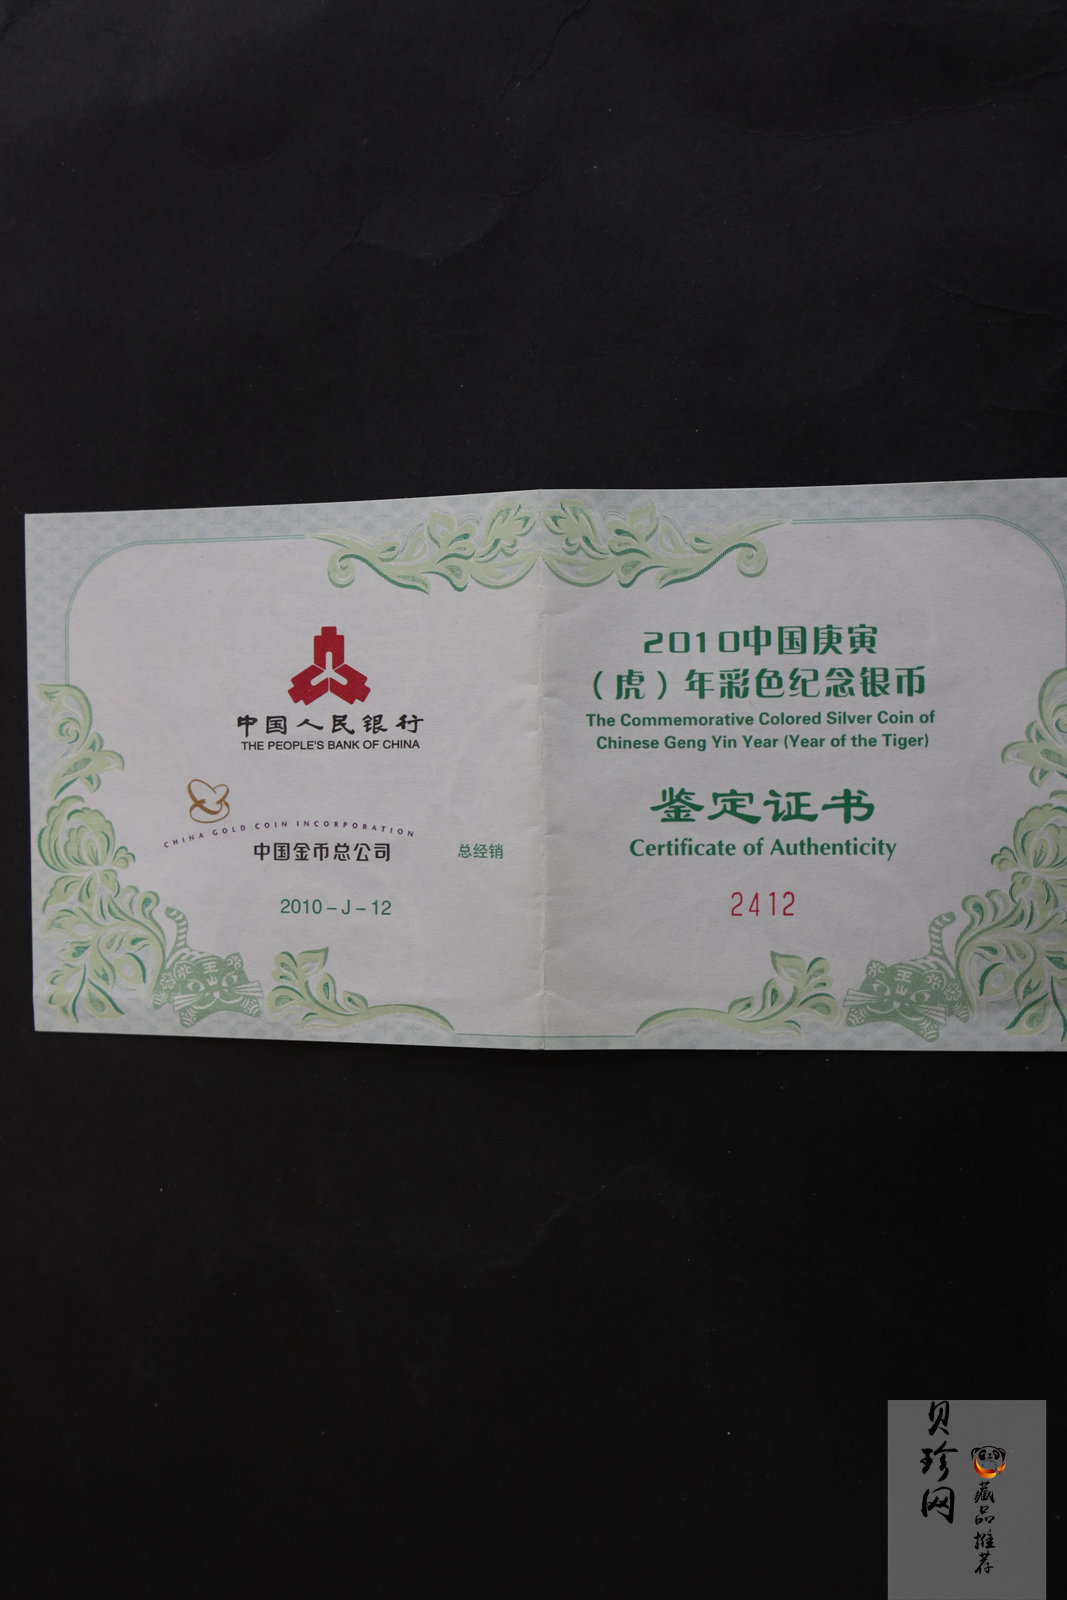 中国人民银行
THE PEOPLE'S BANK OF CHINA
CHINA GOLD COIN INCORPORATION
中国金币总公司
总经销
2010-J-12
2010中国庚寅
（虎）年彩色纪念银币
The Commemorative Colored Silver Coin of
Chinese Geng Yin Year (Year of the Tiger)
鉴定证书
Certificate of Authenticity
2412
王
王
贝珍网
藏品推荐